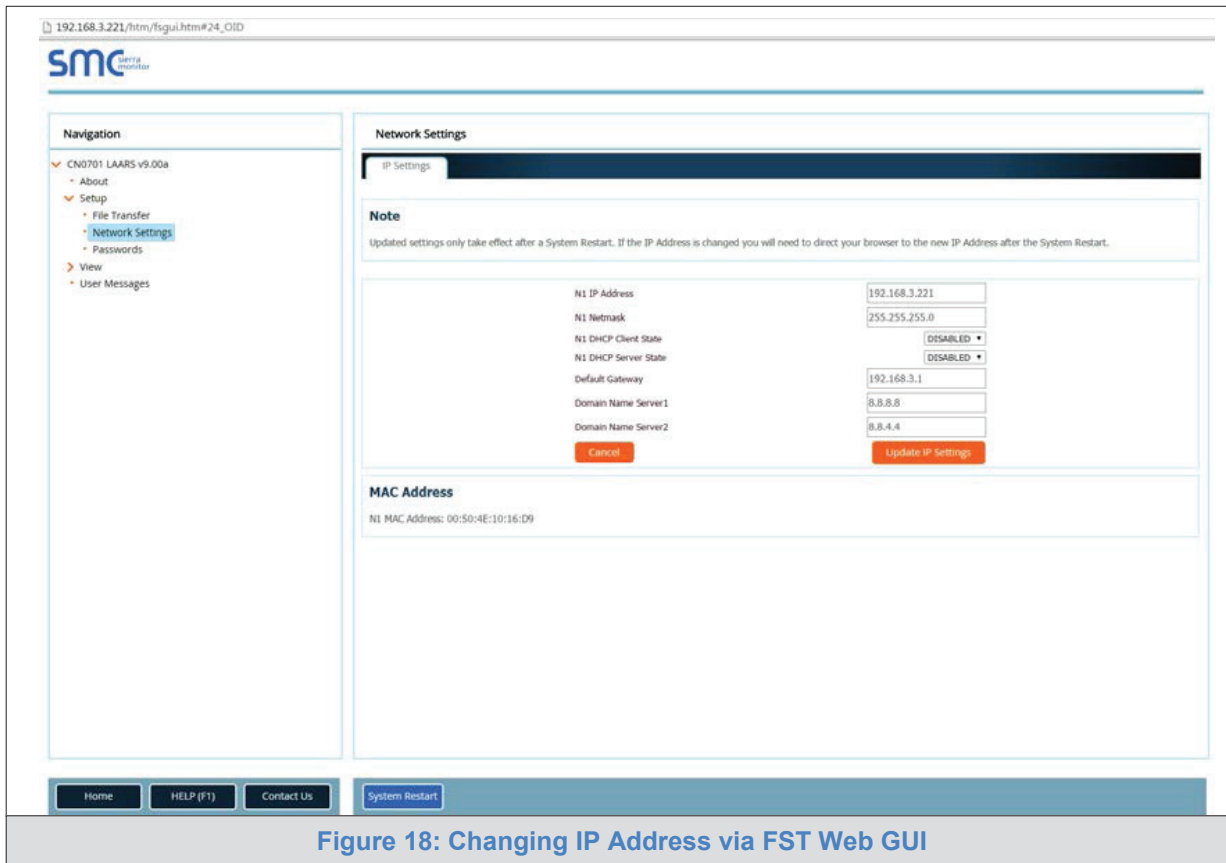 192.168.3.221/htm/fsgui.htm#24_OID
smc sierra monitor
Navigation
CN0701 LAARS v9.00a
About
Setup
File Transfer
Network Settings
Passwords
View
User Messages
Network Settings
IP Settings
Note
Updated settings only take effect after a System Restart. If the IP Address is changed you will need to direct your browser to the new IP Address after the System Restart.
N1 IP Address 192.168.3.221
N1 Netmask 255.255.255.0
N1 DHCP Client State DISABLED
N1 DHCP Server State DISABLED
Default Gateway 192.168.3.1
Domain Name Server1 8.8.8.8
Domain Name Server2 8.8.4.4
Cancel Update IP Settings
MAC Address
N1 MAC Address: 00:50:4E:10:16:D9
Home HELP (F1) Contact Us System Restart
Figure 18: Changing IP Address via FST Web GUI